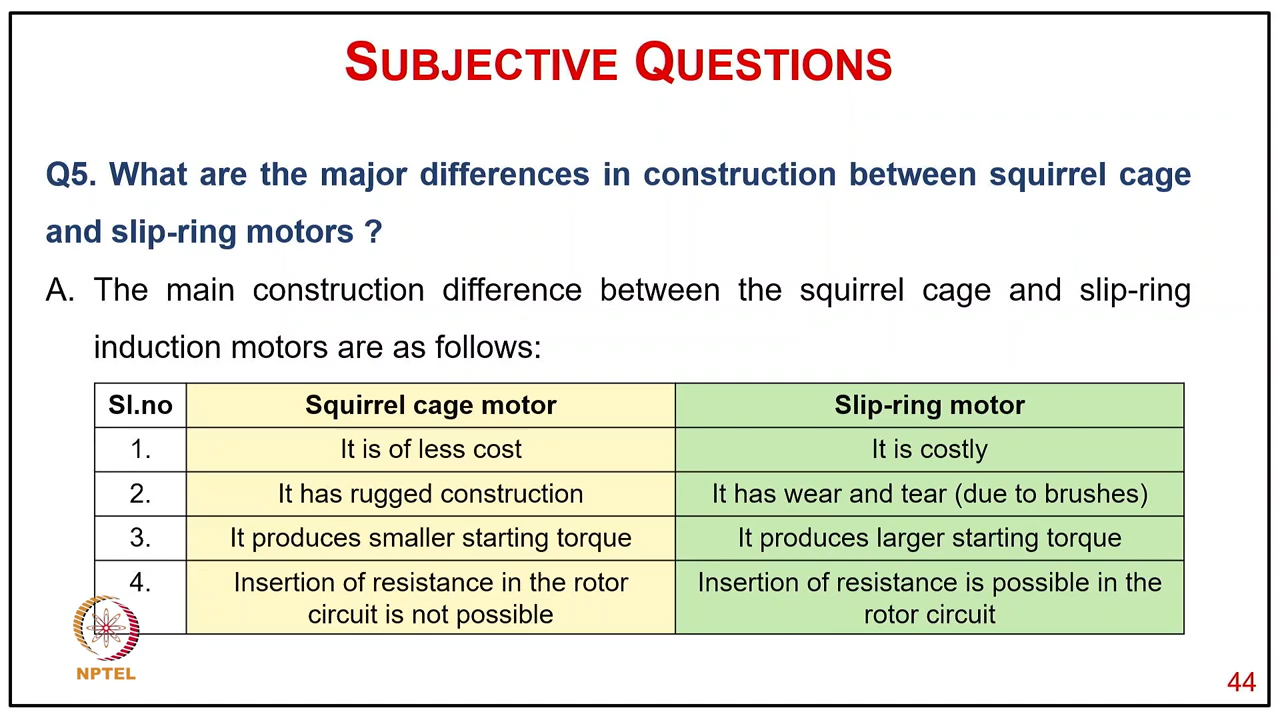 SUBJECTIVE QUESTIONS
Q5. What are the major differences in construction between squirrel cage
and slip-ring motors ?
A. The main construction difference between the squirrel cage and slip-ring
induction motors are as follows:
Sl.no Squirrel cage motor Slip-ring motor
1. It is of less cost It is costly
2. It has rugged construction It has wear and tear (due to brushes)
3. It produces smaller starting torque It produces larger starting torque
4. Insertion of resistance in the rotor Insertion of resistance is possible in the
circuit is not possible rotor circuit
NPTEL
44